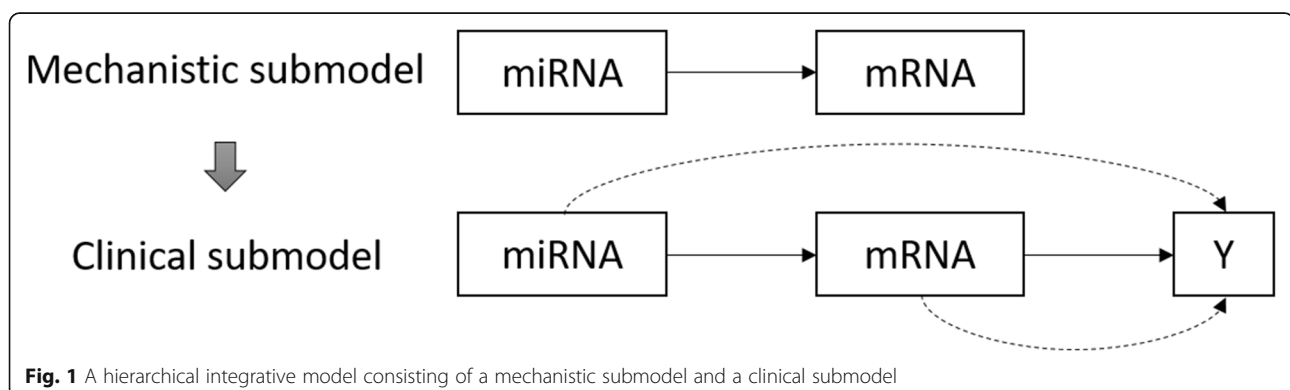 Mechanistic submodel miRNA mRNA
Clinical submodel miRNA mRNA Y
Fig. 1 A hierarchical integrative model consisting of a mechanistic submodel and a clinical submodel